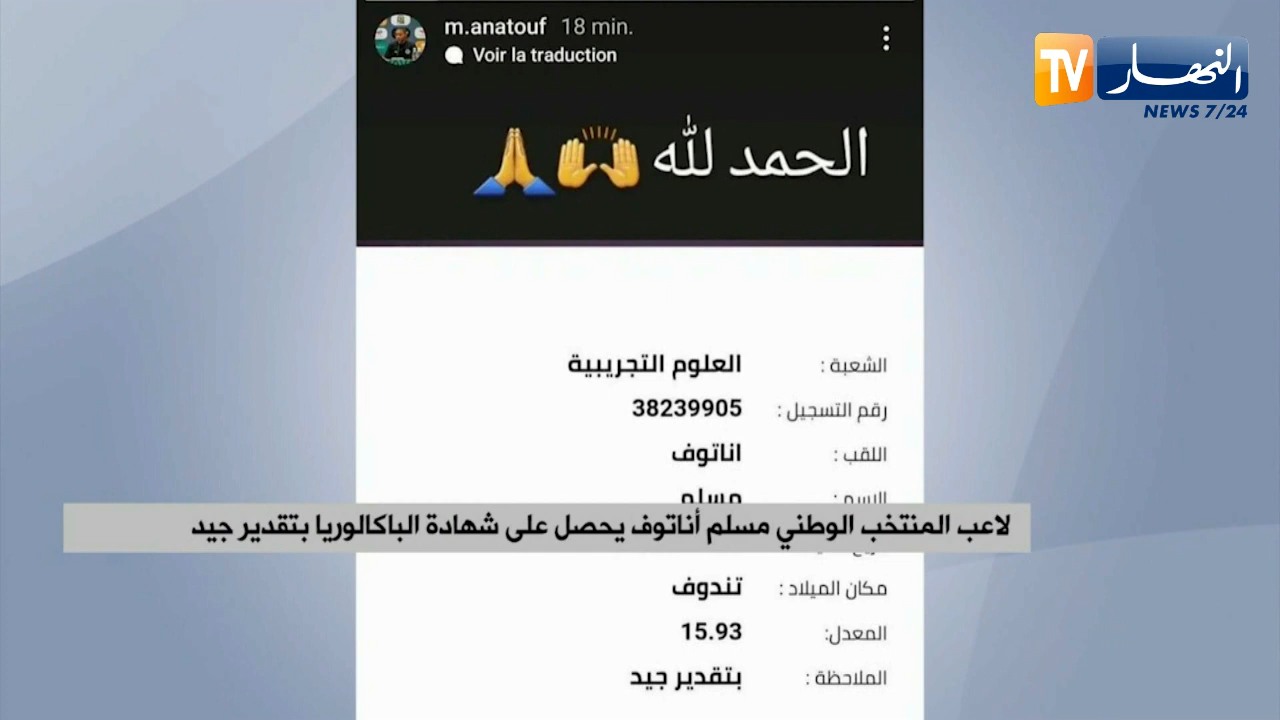 m.anatouf 18 min.
Voir la traduction
TV النهار
NEWS 7/24
الحمد لله 🙌🙏
الشعبة : العلوم التجريبية
رقم التسجيل : 38239905
اللقب : اناتوف
الاسم : مسلم
لاعب المنتخب الوطني مسلم أناتوف يحصل على شهادة الباكالوريا بتقدير جيد
مكان الميلاد : تندوف
المعدل: 15.93
الملاحظة : بتقدير جيد